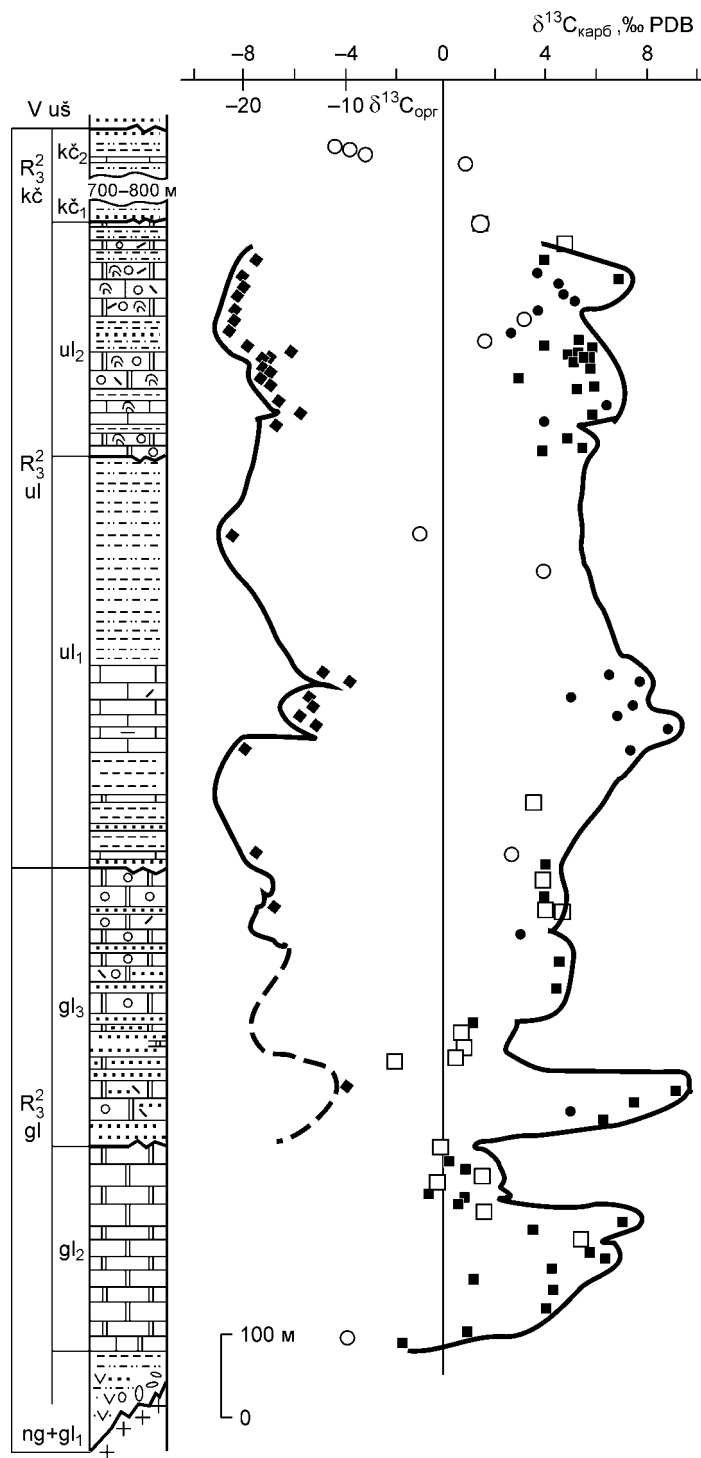 δ¹³Cкарб ,‰ PDB
−8 −4 0 4 8
−20 −10 δ¹³Cорг
V uš
R₃² kč
kč₂
700–800 м
kč₁
ul₂
R₃² ul
ul₁
gl₃
R₃² gl
gl₂
100 м
0
ng+gl₁